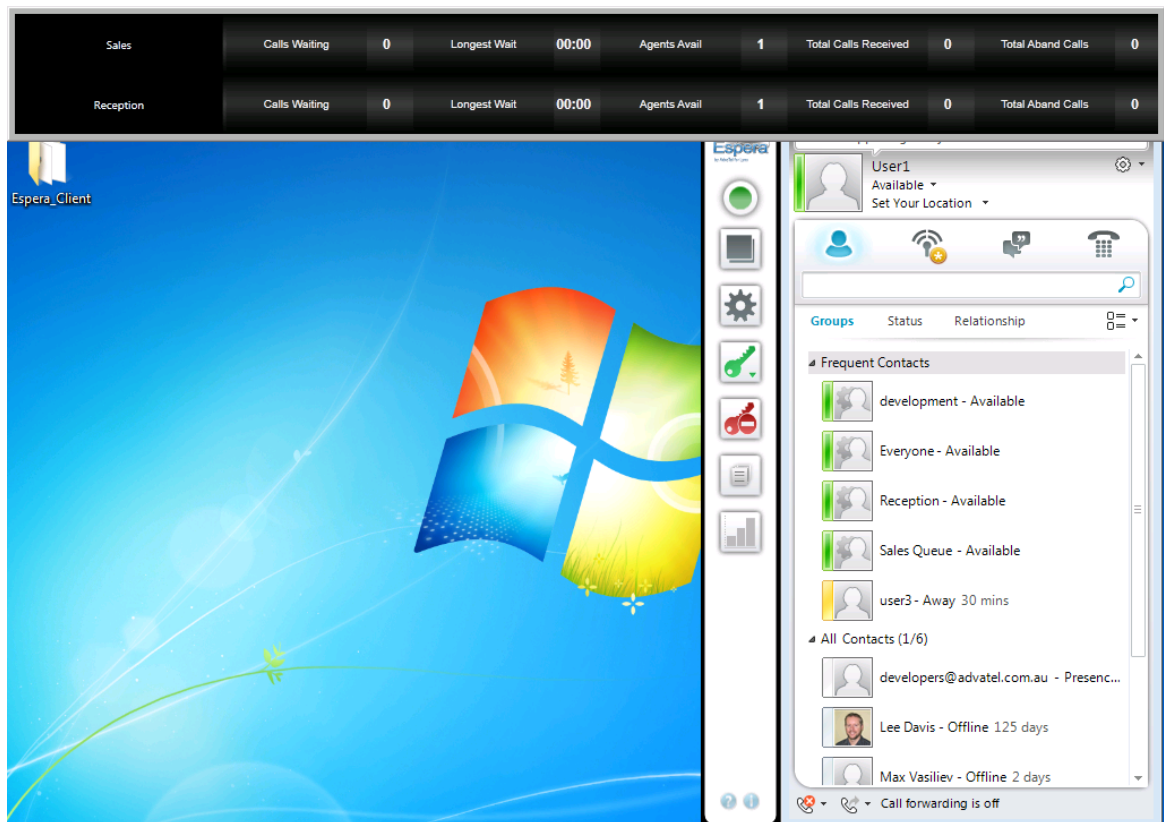 Sales Calls Waiting 0 Longest Wait 00:00 Agents Avail 1 Total Calls Received 0 Total Aband Calls 0
Reception Calls Waiting 0 Longest Wait 00:00 Agents Avail 1 Total Calls Received 0 Total Aband Calls 0
Espera_Client
Espera
User1
Available
Set Your Location
Groups Status Relationship
Frequent Contacts
development - Available
Everyone - Available
Reception - Available
Sales Queue - Available
user3 - Away 30 mins
All Contacts (1/6)
developers@advatel.com.au - Presenc...
Lee Davis - Offline 125 days
Max Vasiliev - Offline 2 days
Call forwarding is off